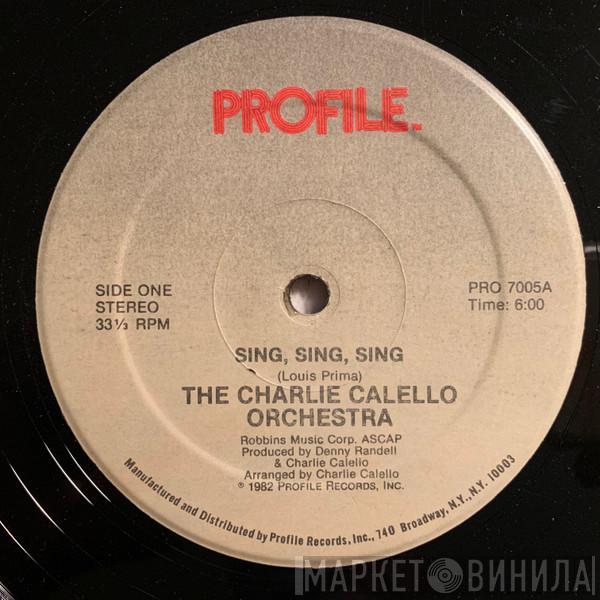 PROFILE.
SIDE ONE
STEREO
33⅓ RPM
PRO 7005A
Time: 6:00
SING, SING, SING
(Louis Prima)
THE CHARLIE CALELLO
ORCHESTRA
Robbins Music Corp. ASCAP
Produced by Denny Randell
& Charlie Calello
Arranged by Charlie Calello
℗ 1982 PROFILE RECORDS, INC.
Manufactured and Distributed by Profile Records, Inc., 740 Broadway, N.Y., N.Y. 10003
МАРКЕТ ВИНИЛА